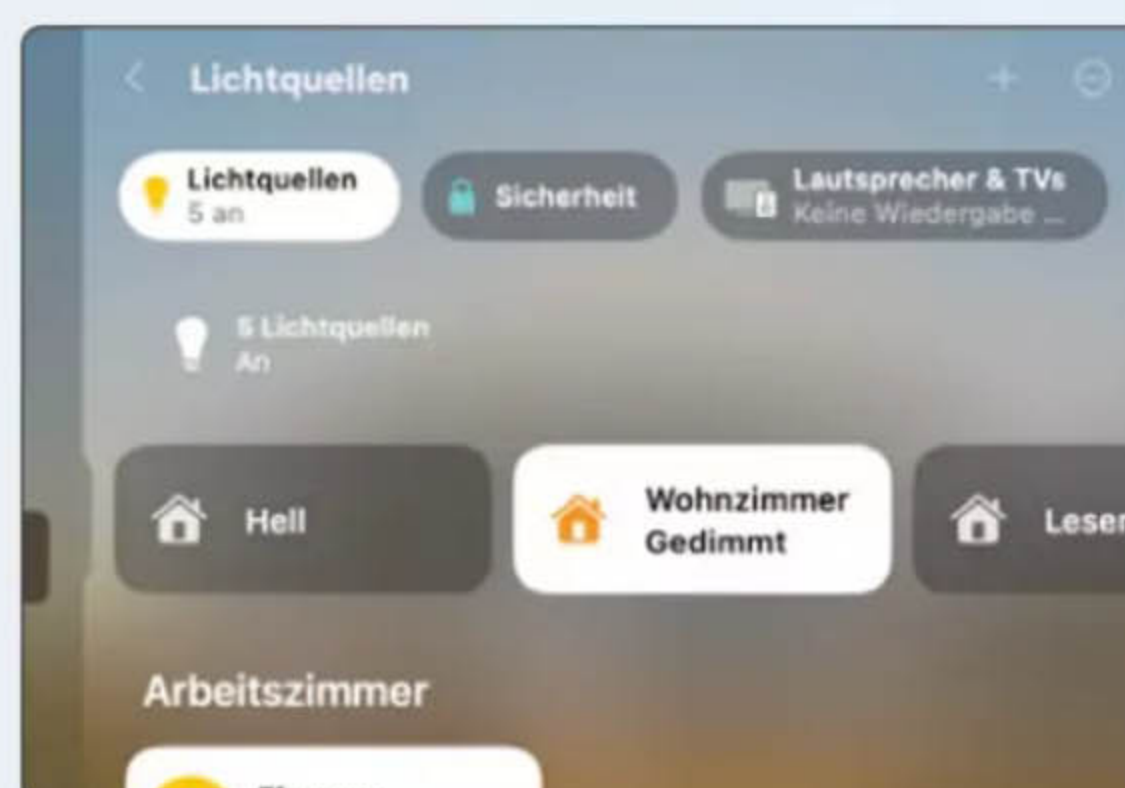 Lichtquellen
Lichtquellen
5 an
Sicherheit
Lautsprecher & TVs
Keine Wiedergabe ...
5 Lichtquellen
An
Hell
Wohnzimmer
Gedimmt
Arbeitszimmer